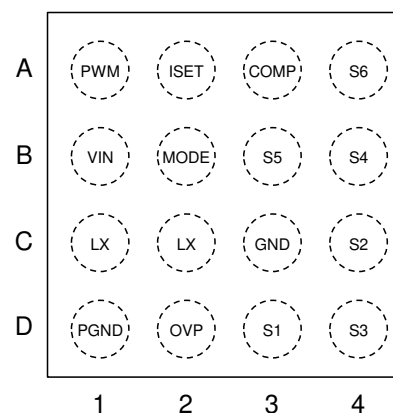 A PWM ISET COMP S6
B VIN MODE S5 S4
C LX LX GND S2
D PGND OVP S1 S3
1 2 3 4